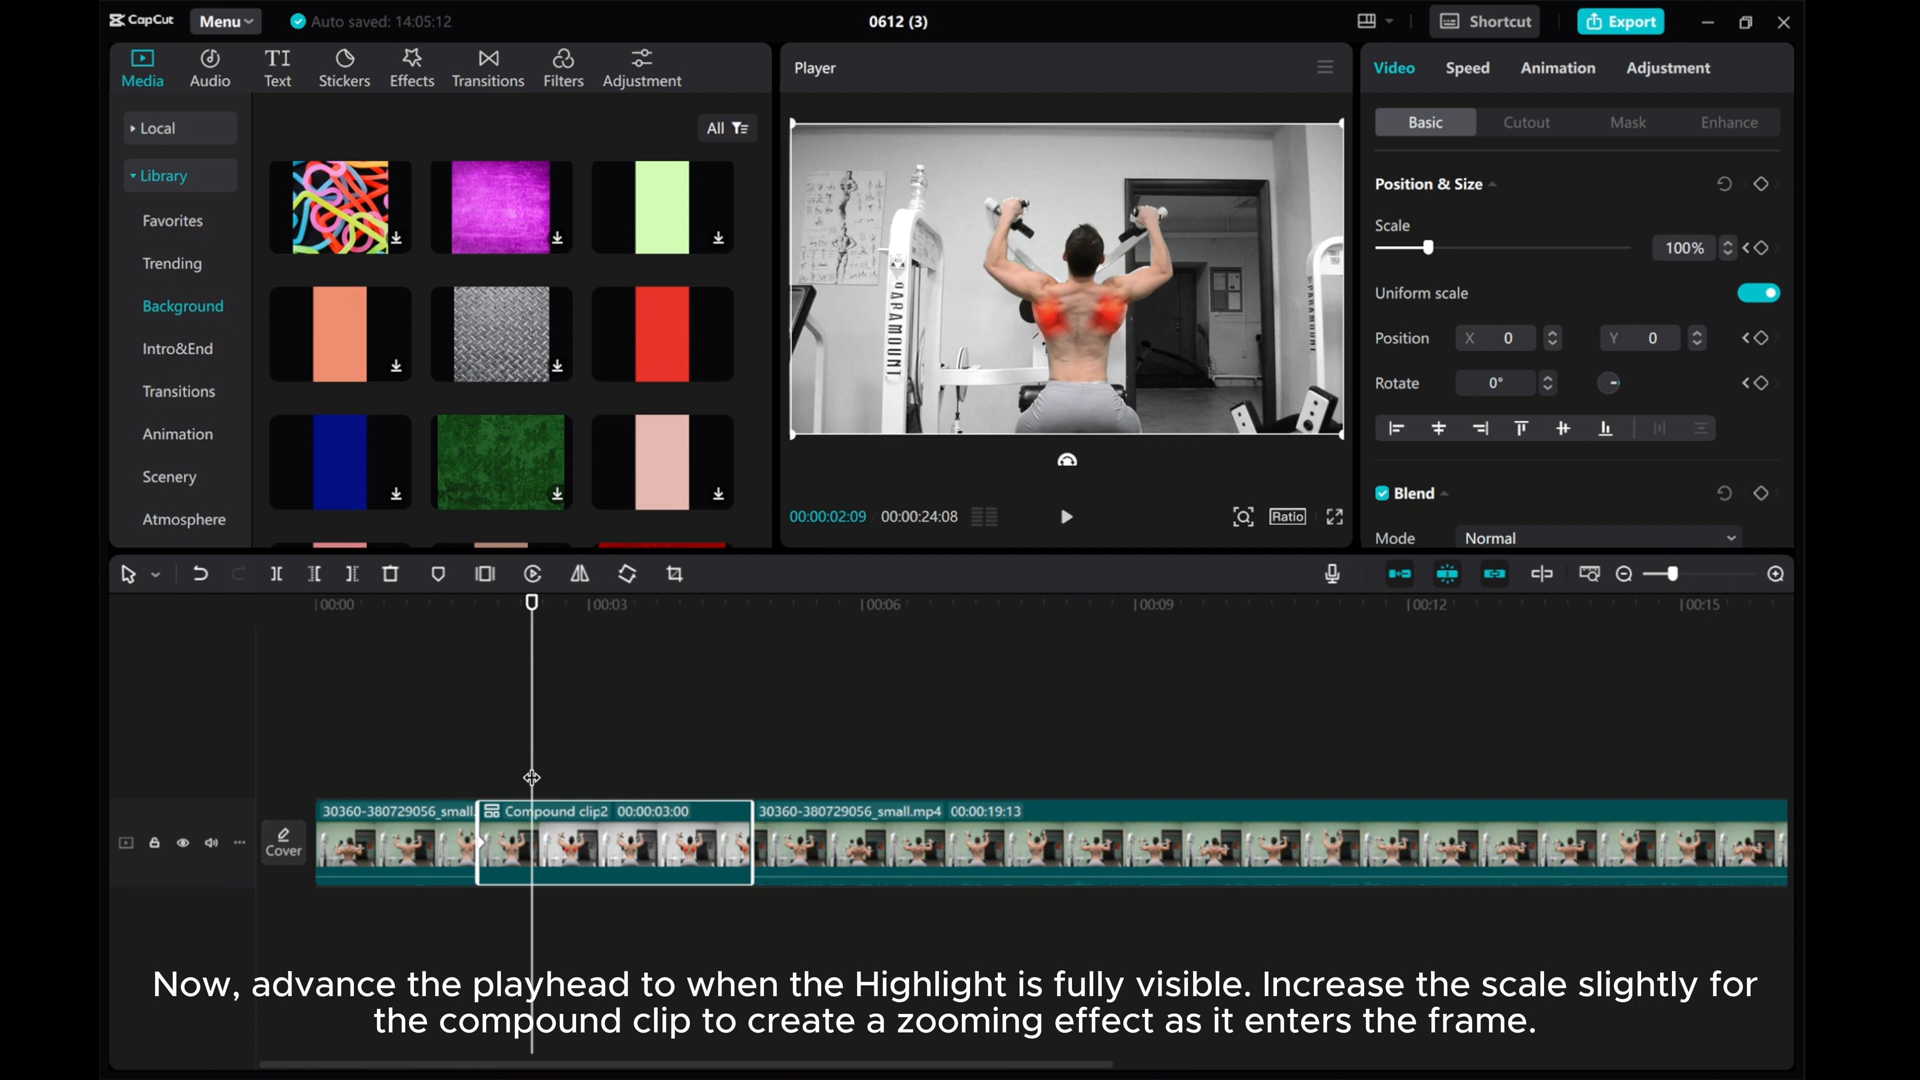 CapCut
Menu
Auto saved: 14:05:12
0612 (3)
Shortcut
Export
Media
Audio
TI
Text
Stickers
Effects
Transitions
Filters
Adjustment
Player
Video
Speed
Animation
Adjustment
Local
All
Basic
Cutout
Mask
Enhance
Library
Position & Size
Favorites
Scale
100%
Trending
Uniform scale
Background
Position
X 0
Y 0
Intro&End
Rotate
0°
Transitions
PARAMOUNT
PARAMOUNT
Animation
Scenery
Blend
Atmosphere
00:00:02:09
00:00:24:08
Ratio
Mode
Normal
00:00
00:03
00:06
00:09
00:12
00:15
30360-380729056_small.
Compound clip2 00:00:03:00
30360-380729056_small.mp4 00:00:19:13
Cover
Now, advance the playhead to when the Highlight is fully visible. Increase the scale slightly for
the compound clip to create a zooming effect as it enters the frame.